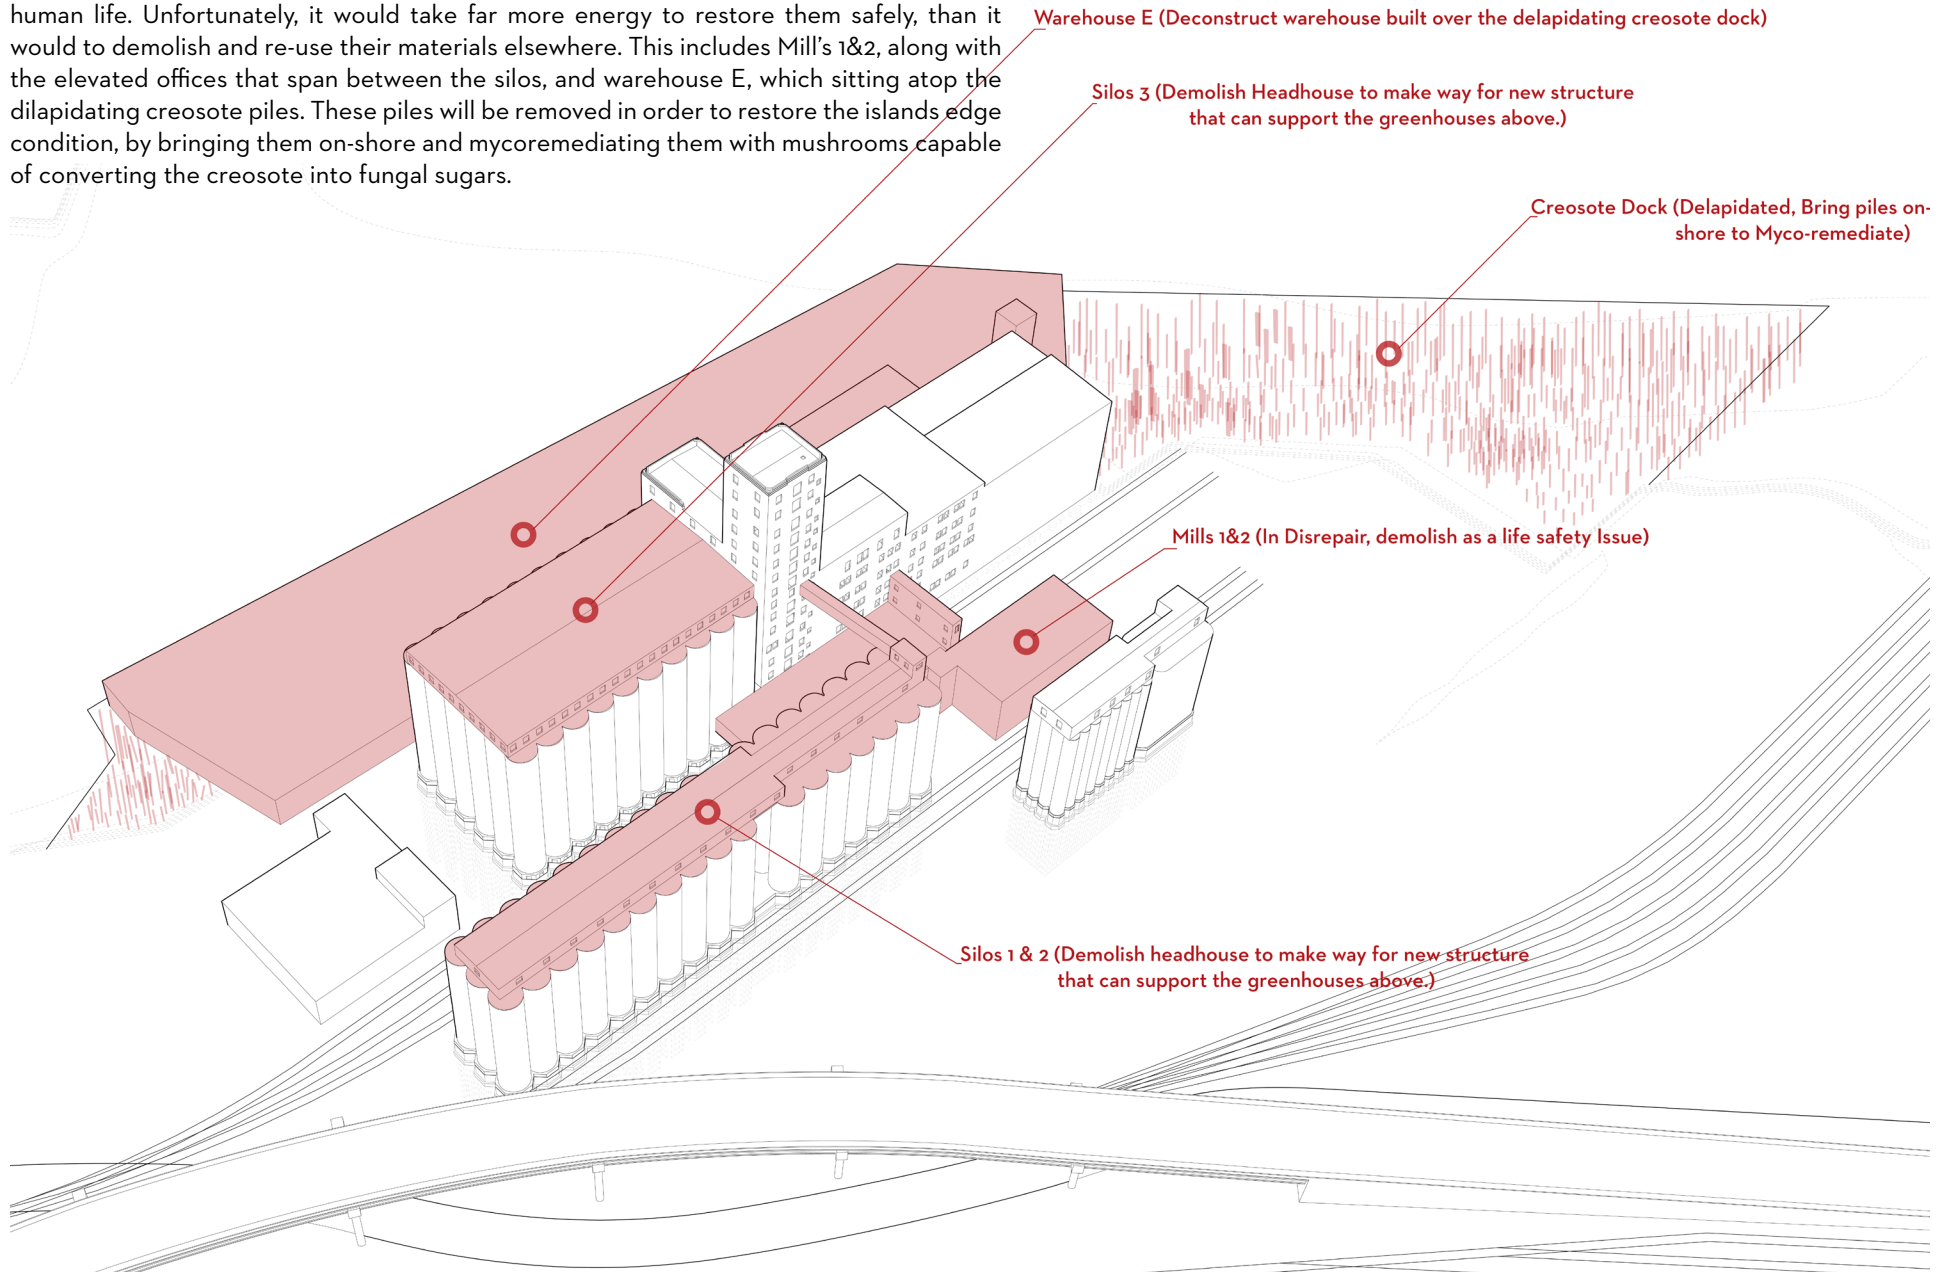 human life. Unfortunately, it would take far more energy to restore them safely, than it
would to demolish and re-use their materials elsewhere. This includes Mill's 1&2, along with
the elevated offices that span between the silos, and warehouse E, which sitting atop the
dilapidating creosote piles. These piles will be removed in order to restore the islands edge
condition, by bringing them on-shore and mycoremediating them with mushrooms capable
of converting the creosote into fungal sugars.
Warehouse E (Deconstruct warehouse built over the delapidating creosote dock)
Silos 3 (Demolish Headhouse to make way for new structure
that can support the greenhouses above.)
Creosote Dock (Delapidated, Bring piles on-
shore to Myco-remediate)
Mills 1&2 (In Disrepair, demolish as a life safety Issue)
Silos 1 & 2 (Demolish headhouse to make way for new structure
that can support the greenhouses above.)